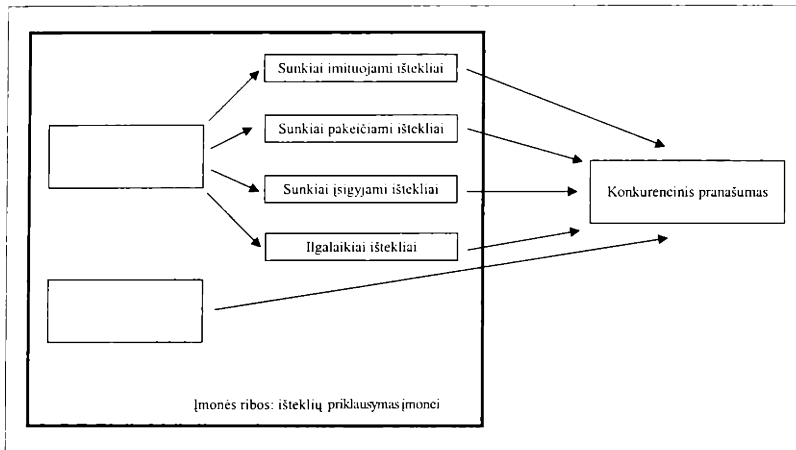 Sunkiai imituojami ištekliai
Sunkiai pakeičiami ištekliai
Sunkiai įsigyjami ištekliai
Konkurencinis pranašumas
Ilgalaikiai ištekliai
Įmonės ribos: išteklių priklausymas įmonei